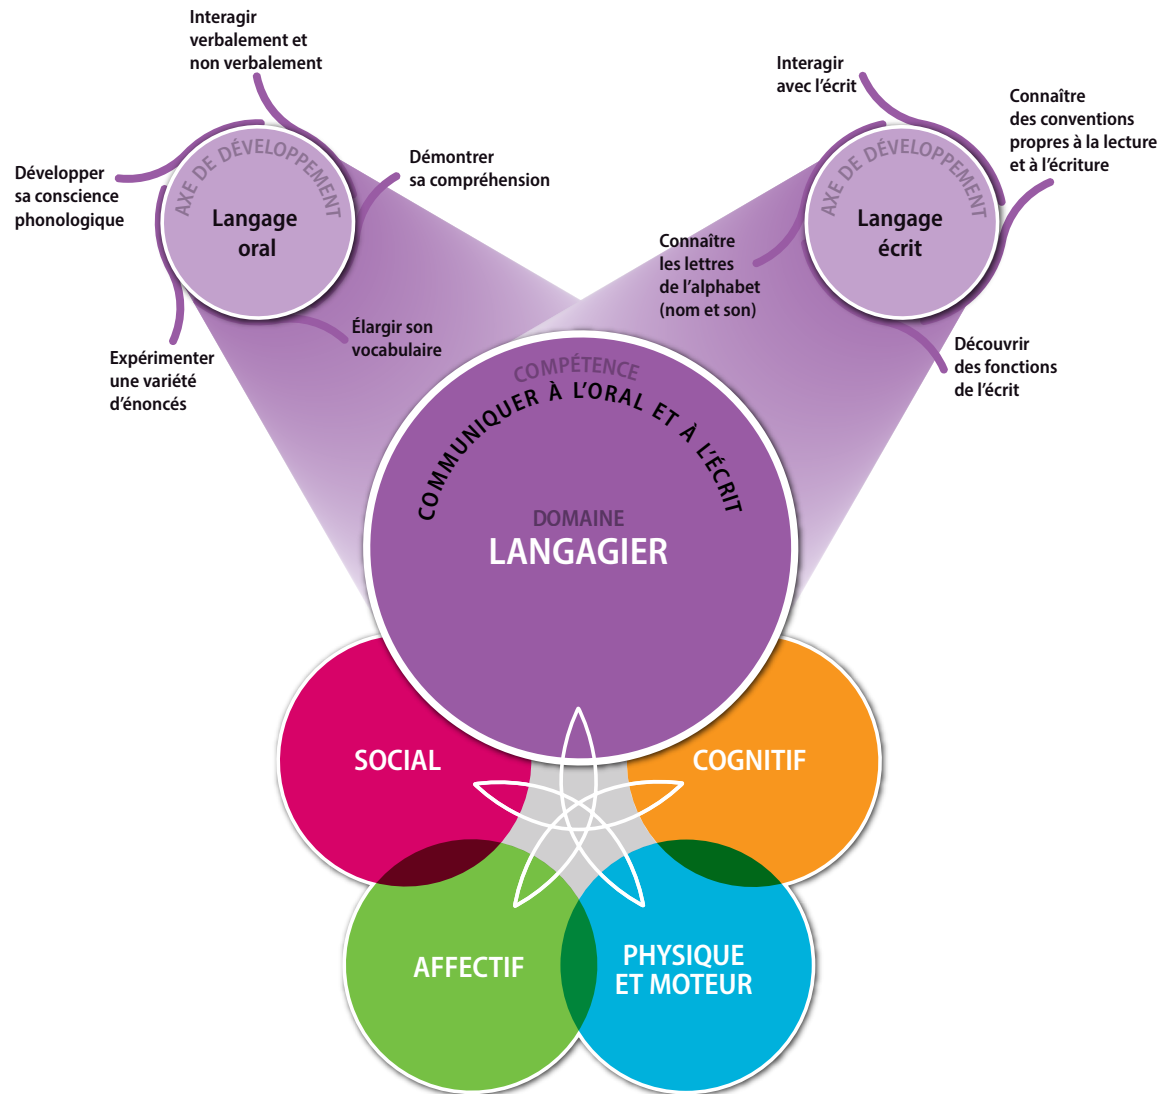 Interagir
verbalement et
non verbalement
Développer
sa conscience
phonologique
AXE DE DÉVELOPPEMENT
Langage
oral
Démontrer
sa compréhension
Expérimenter
une variété
d'énoncés
Élargir son
vocabulaire
Interagir
avec l'écrit
Connaître
des conventions
propres à la lecture
et à l'écriture
AXE DE DÉVELOPPEMENT
Langage
écrit
Connaître
les lettres
de l'alphabet
(nom et son)
Découvrir
des fonctions
de l'écrit
COMPÉTENCE
COMMUNIQUER À L'ORAL ET À L'ÉCRIT
DOMAINE
LANGAGIER
SOCIAL
COGNITIF
AFFECTIF
PHYSIQUE
ET MOTEUR